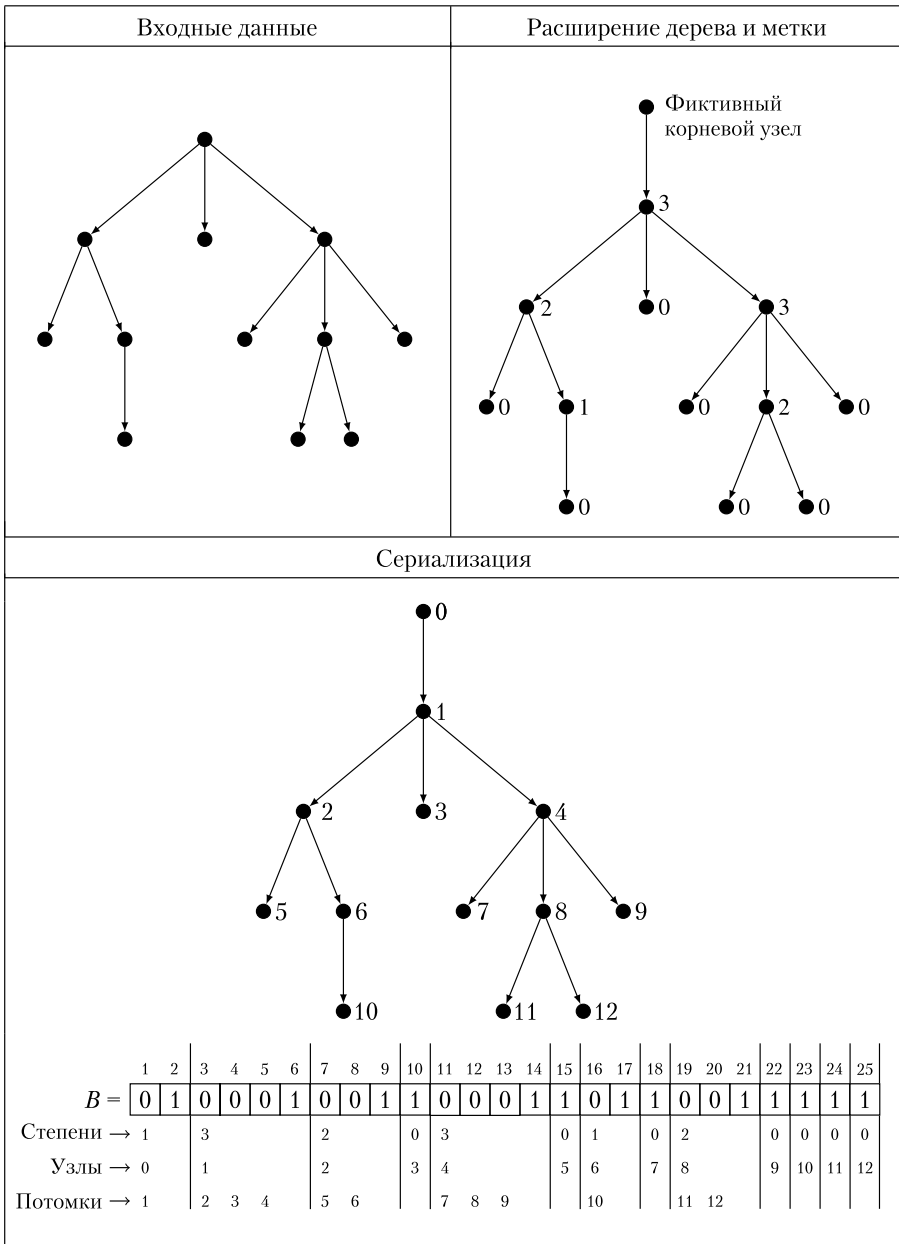 Входные данные
Расширение дерева и метки
Фиктивный
корневой узел
3
2 0 3
0 1 0 2 0
0 0 0
Сериализация
0
1
2 3 4
5 6 7 8 9
10 11 12
1 2 3 4 5 6 7 8 9 10 11 12 13 14 15 16 17 18 19 20 21 22 23 24 25
B = 0 1 0 0 0 1 0 0 1 1 0 0 0 1 1 0 1 1 0 0 1 1 1 1 1
Степени → 1 3 2 0 3 0 1 0 2 0 0 0 0
Узлы → 0 1 2 3 4 5 6 7 8 9 10 11 12
Потомки → 1 2 3 4 5 6 7 8 9 10 11 12